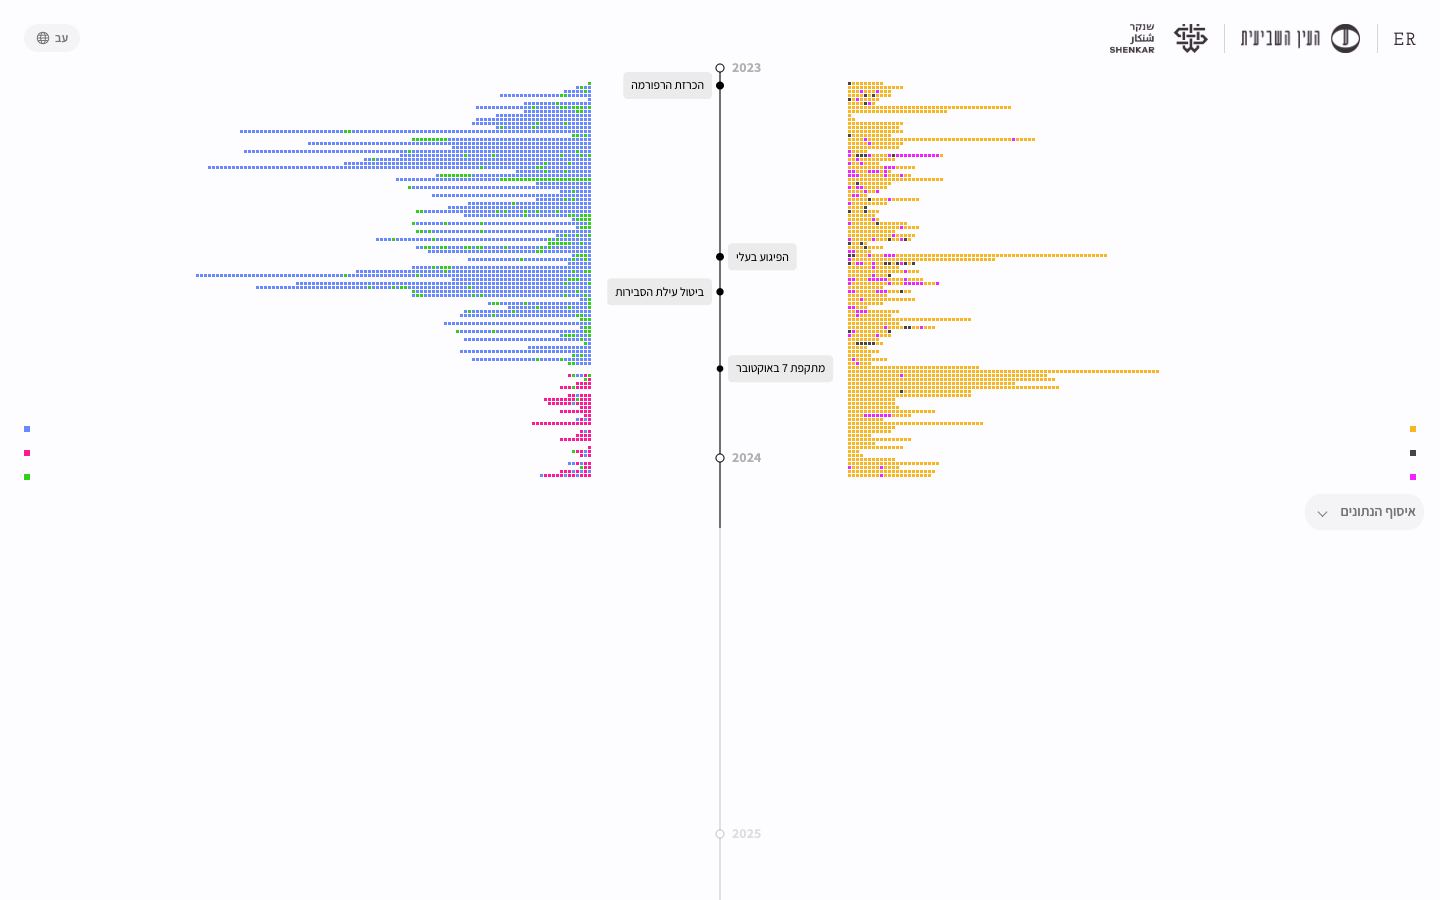 ER
העין השביעית
שנקר
شنكار
SHENKAR
עב
2023
הכרזת הרפורמה
הפיגוע בעלי
ביטול עילת הסבירות
מתקפת 7 באוקטובר
2024
איסוף הנתונים
2025